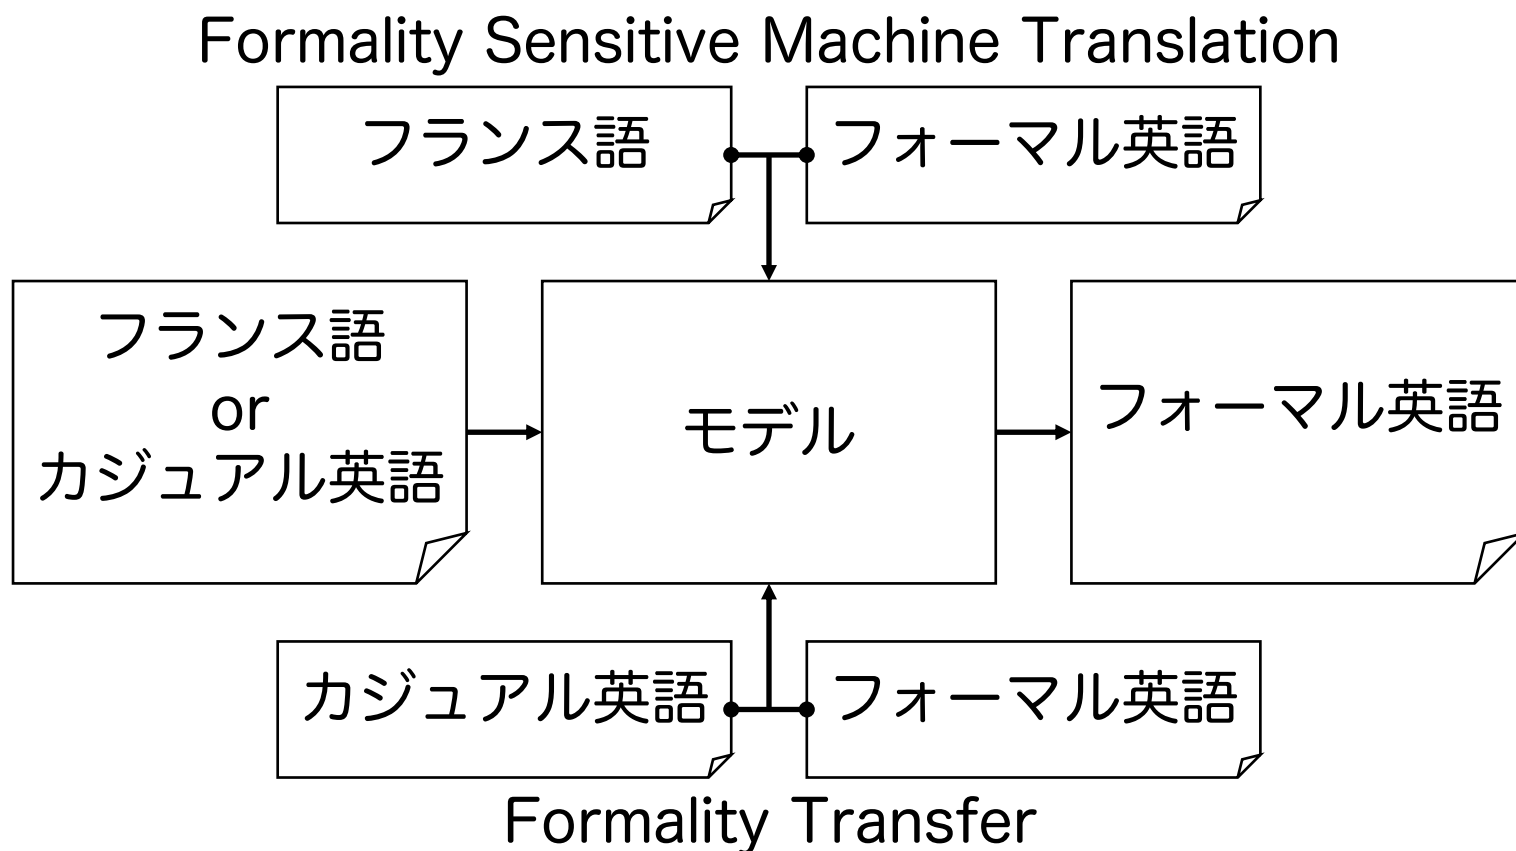 Formality Sensitive Machine Translation
フランス語
フォーマル英語
フランス語
or
カジュアル英語
モデル
フォーマル英語
カジュアル英語
フォーマル英語
Formality Transfer